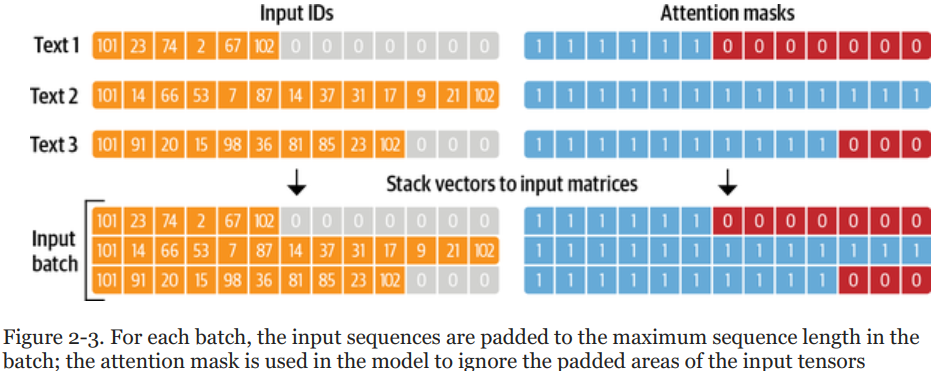 Input IDs Attention masks
Text 1 101 23 74 2 67 102 0 0 0 0 0 0 0 1 1 1 1 1 1 0 0 0 0 0 0 0
Text 2 101 14 66 53 7 87 14 37 31 17 9 21 102 1 1 1 1 1 1 1 1 1 1 1 1 1
Text 3 101 91 20 15 98 36 81 85 23 102 0 0 0 1 1 1 1 1 1 1 1 1 1 0 0 0
Stack vectors to input matrices
101 23 74 2 67 102 0 0 0 0 0 0 0 1 1 1 1 1 1 0 0 0 0 0 0 0
Input batch 101 14 66 53 7 87 14 37 31 17 9 21 102 1 1 1 1 1 1 1 1 1 1 1 1 1
101 91 20 15 98 36 81 85 23 102 0 0 0 1 1 1 1 1 1 1 1 1 1 0 0 0
Figure 2-3. For each batch, the input sequences are padded to the maximum sequence length in the
batch; the attention mask is used in the model to ignore the padded areas of the input tensors